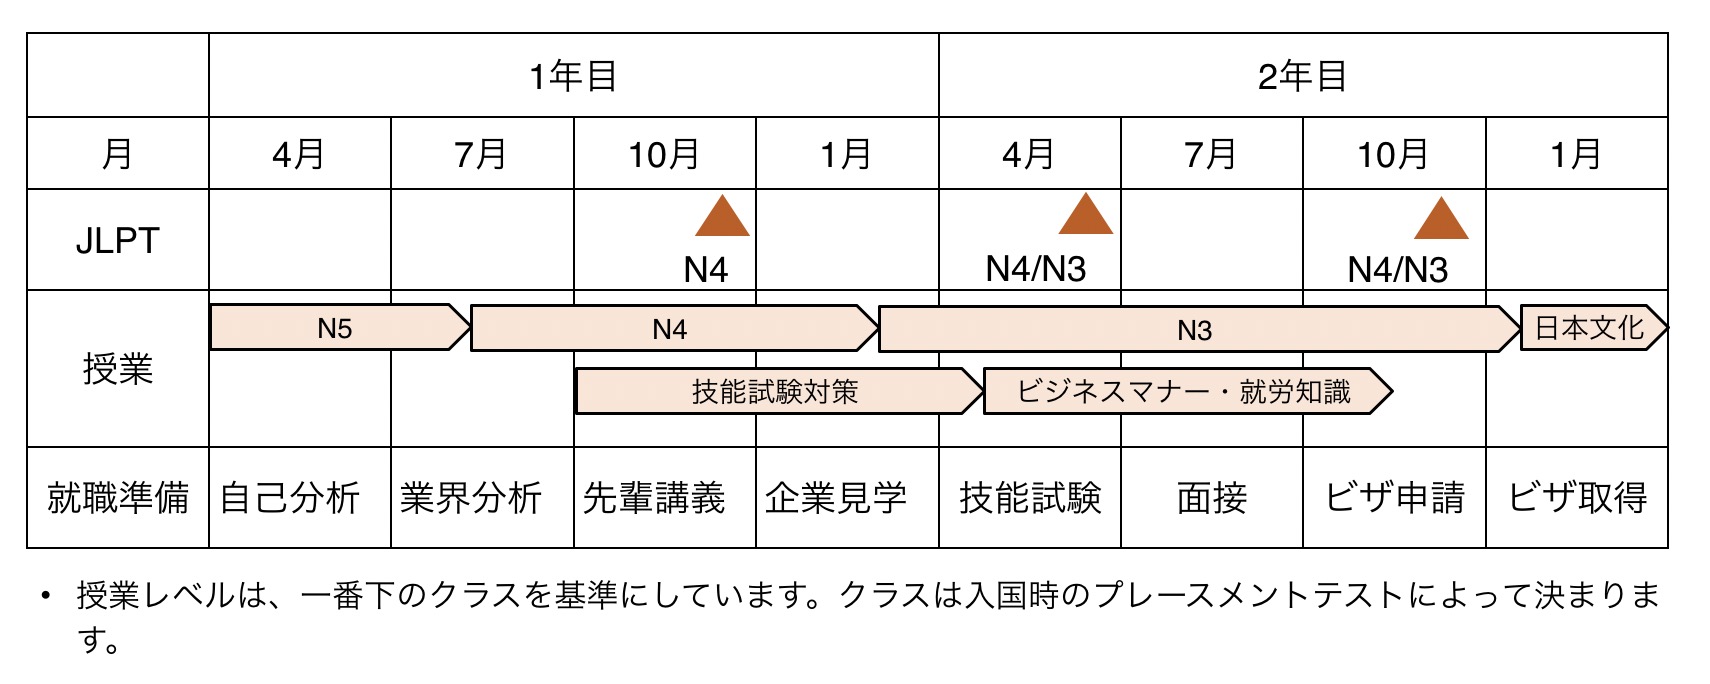 1年目 2年目
月 4月 7月 10月 1月 4月 7月 10月 1月
JLPT N4 N4/N3 N4/N3
授業
N5 N4 N3 日本文化
技能試験対策 ビジネスマナー・就労知識
就職準備 自己分析 業界分析 先輩講義 企業見学 技能試験 面接 ビザ申請 ビザ取得
• 授業レベルは、一番下のクラスを基準にしています。クラスは入国時のプレースメントテストによって決まりま
す。